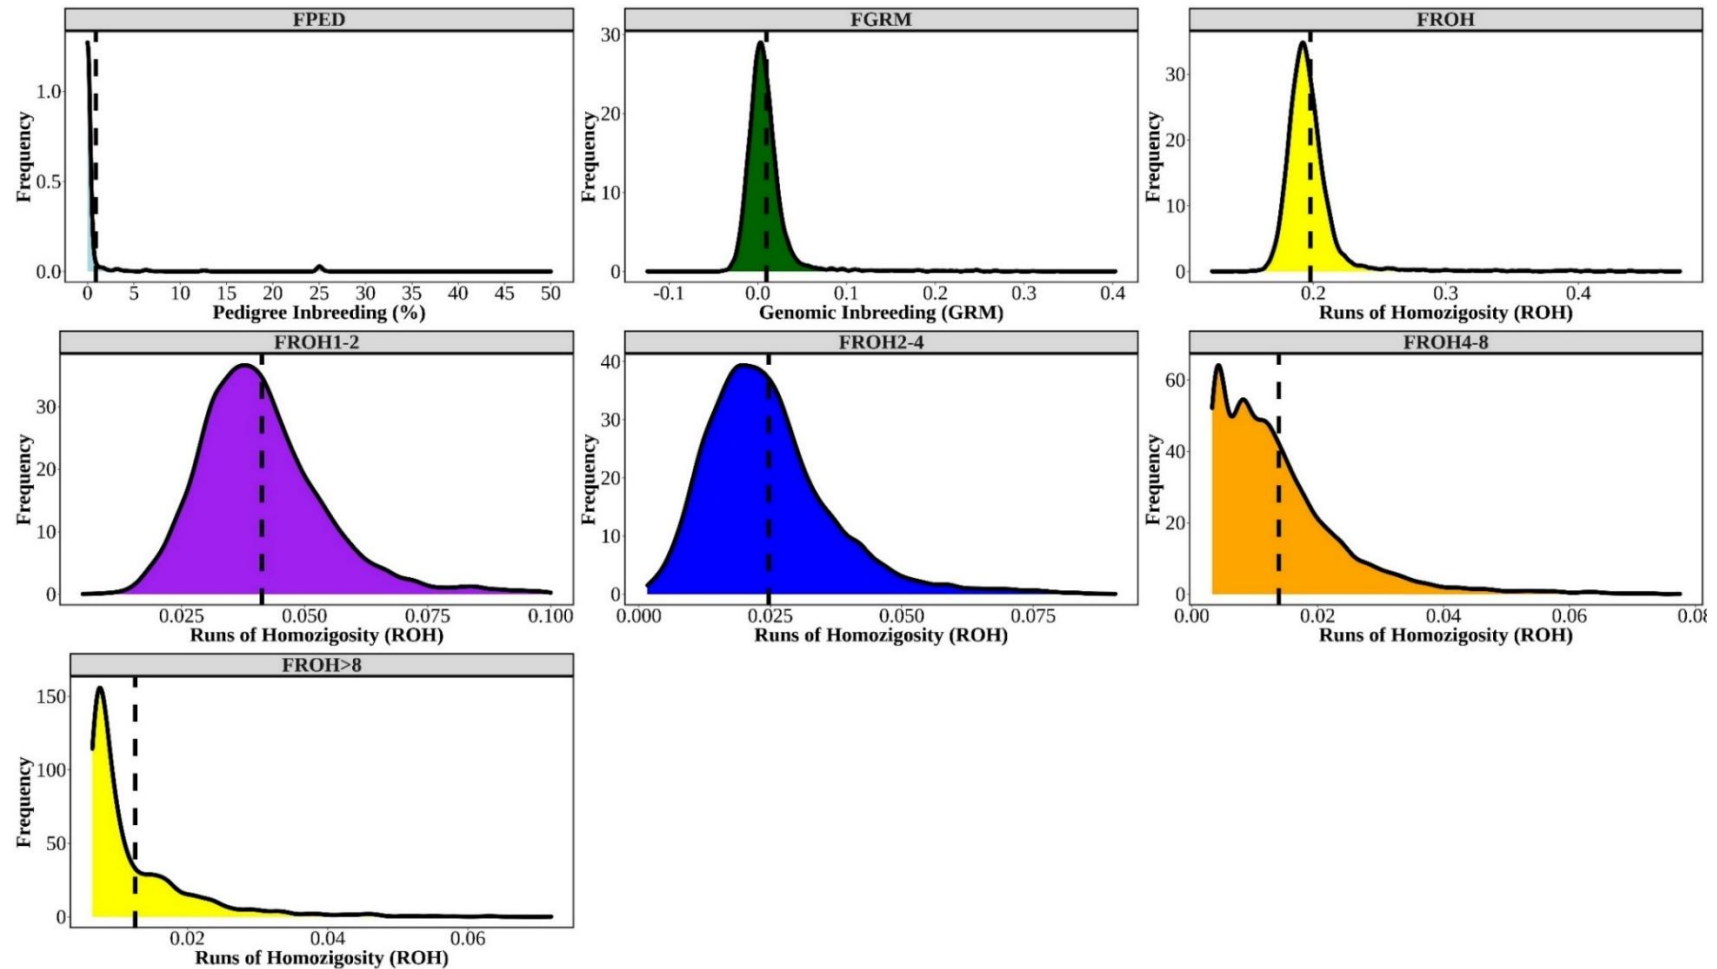 FPED
Frequency
1.0
0.5
0.0
0 5 10 15 20 25 30 35 40 45 50
Pedigree Inbreeding (%)
FGRM
Frequency
30
20
10
0
-0.1 0.0 0.1 0.2 0.3 0.4
Genomic Inbreeding (GRM)
FROH
Frequency
30
20
10
0
0.2 0.3 0.4
Runs of Homozigosity (ROH)
FROH1-2
Frequency
30
20
10
0
0.025 0.050 0.075 0.100
Runs of Homozigosity (ROH)
FROH2-4
Frequency
40
30
20
10
0
0.000 0.025 0.050 0.075
Runs of Homozigosity (ROH)
FROH4-8
Frequency
60
40
20
0
0.00 0.02 0.04 0.06 0.08
Runs of Homozigosity (ROH)
FROH>8
Frequency
150
100
50
0
0.02 0.04 0.06
Runs of Homozigosity (ROH)